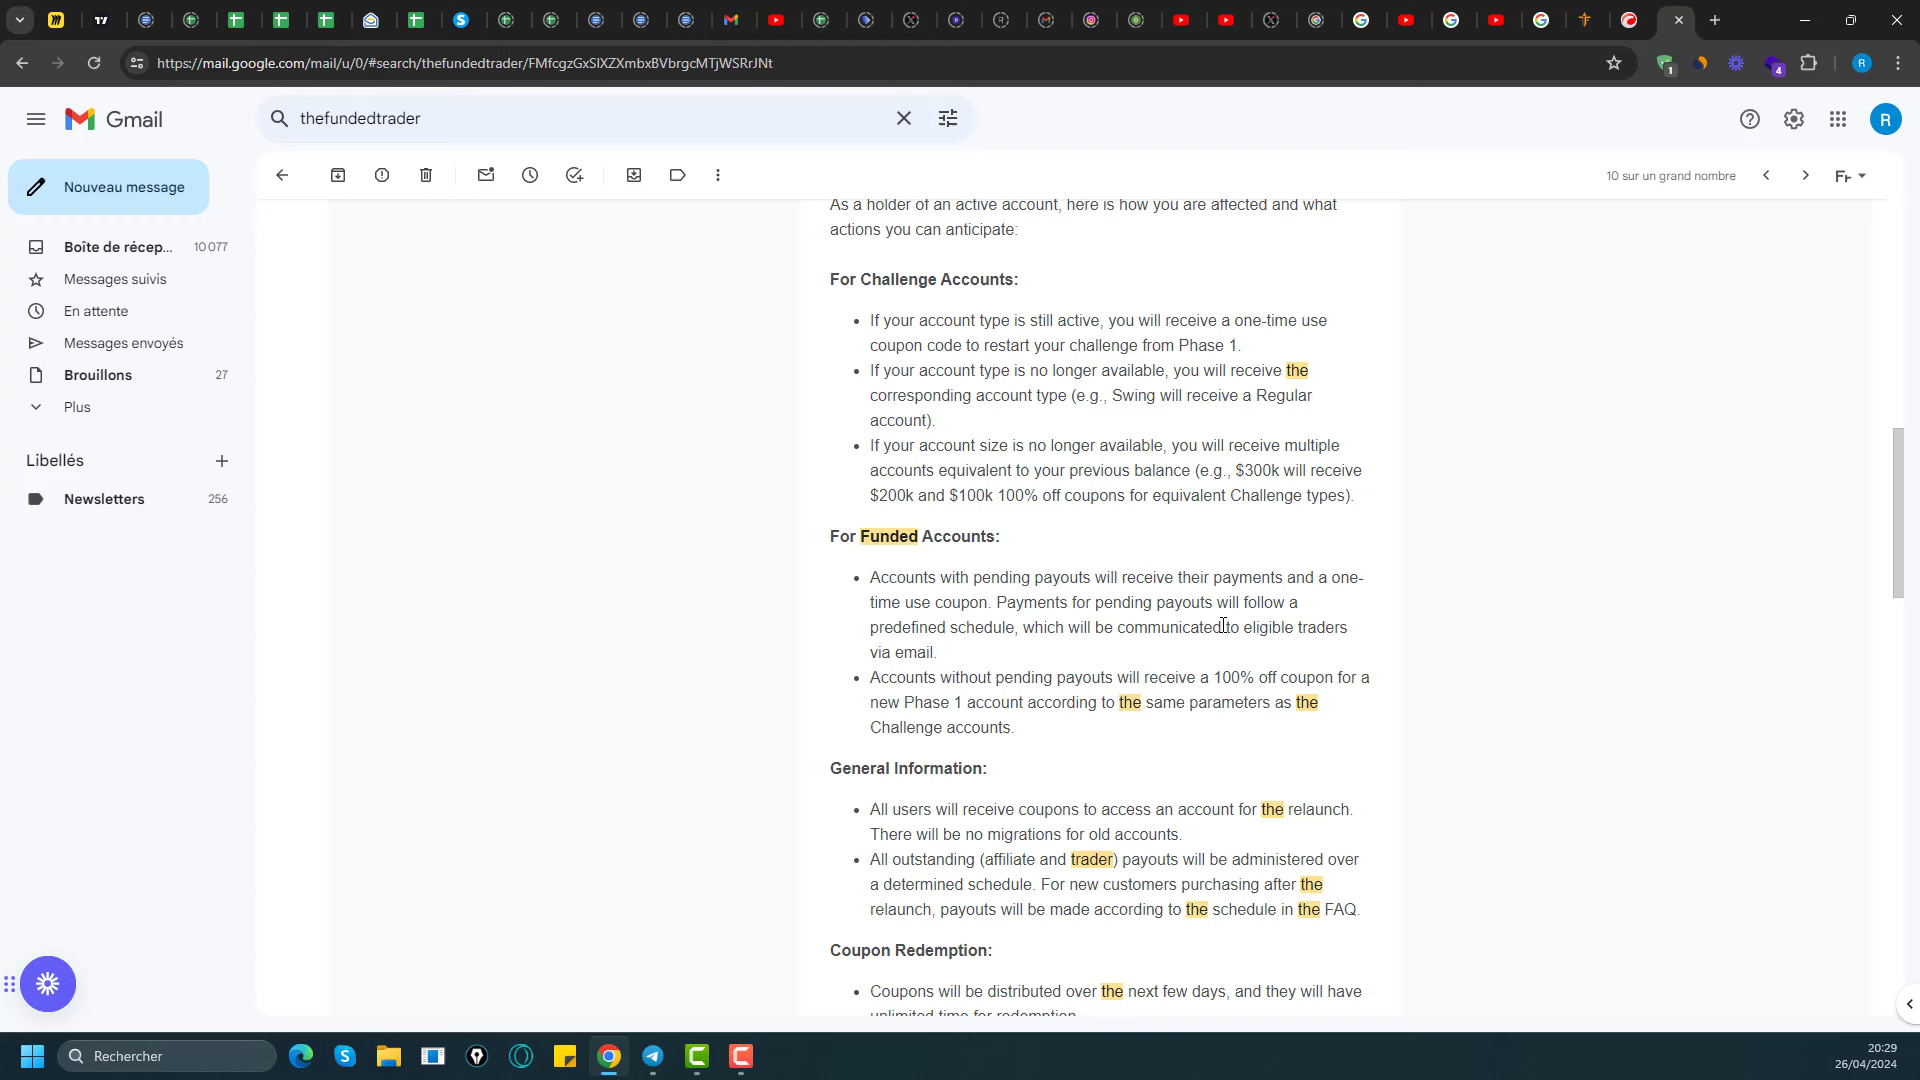 https://mail.google.com/mail/u/0/#search/thefundedtrader/FMfcgzGxSlXZXmbxBVbrgcMTjWSRrJNt
1
4
R
Gmail
thefundedtrader
R
Nouveau message
10 sur un grand nombre
Fr
Boîte de récep... 10 077
Messages suivis
En attente
Messages envoyés
Brouillons 27
Plus
Libellés
Newsletters 256
As a holder of an active account, here is how you are affected and what
actions you can anticipate:
For Challenge Accounts:
• If your account type is still active, you will receive a one-time use
coupon code to restart your challenge from Phase 1.
• If your account type is no longer available, you will receive the
corresponding account type (e.g., Swing will receive a Regular
account).
• If your account size is no longer available, you will receive multiple
accounts equivalent to your previous balance (e.g., $300k will receive
$200k and $100k 100% off coupons for equivalent Challenge types).
For Funded Accounts:
• Accounts with pending payouts will receive their payments and a one-
time use coupon. Payments for pending payouts will follow a
predefined schedule, which will be communicated to eligible traders
via email.
• Accounts without pending payouts will receive a 100% off coupon for a
new Phase 1 account according to the same parameters as the
Challenge accounts.
General Information:
• All users will receive coupons to access an account for the relaunch.
There will be no migrations for old accounts.
• All outstanding (affiliate and trader) payouts will be administered over
a determined schedule. For new customers purchasing after the
relaunch, payouts will be made according to the schedule in the FAQ.
Coupon Redemption:
• Coupons will be distributed over the next few days, and they will have
unlimited time for redemption
Rechercher
20:29
26/04/2024